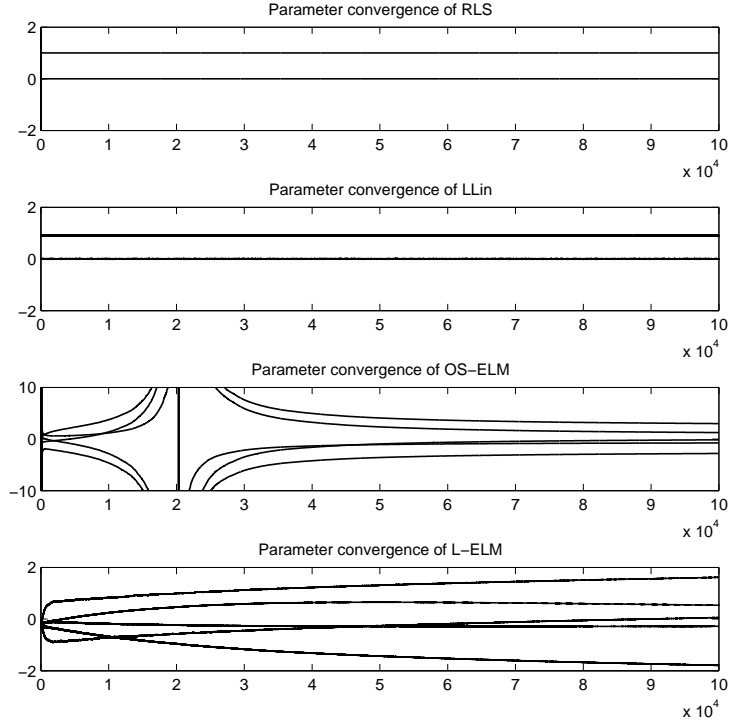 Parameter convergence of RLS
2
0
−2
0 1 2 3 4 5 6 7 8 9 10
x 10^4
Parameter convergence of LLin
2
0
−2
0 1 2 3 4 5 6 7 8 9 10
x 10^4
Parameter convergence of OS−ELM
10
0
−10
0 1 2 3 4 5 6 7 8 9 10
x 10^4
Parameter convergence of L−ELM
2
0
−2
0 1 2 3 4 5 6 7 8 9 10
x 10^4